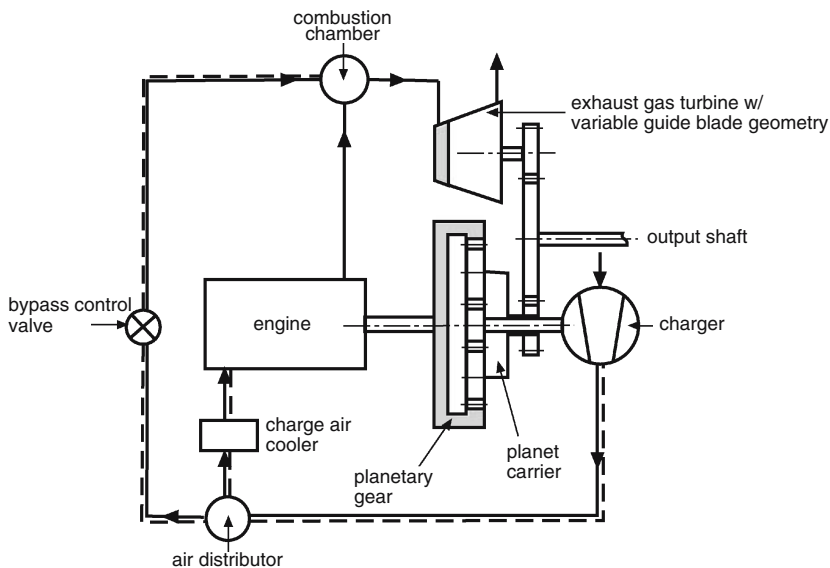 combustion
chamber
exhaust gas turbine w/
variable guide blade geometry
output shaft
bypass control
valve
engine
charger
charge air
cooler
planet
carrier
planetary
gear
air distributor